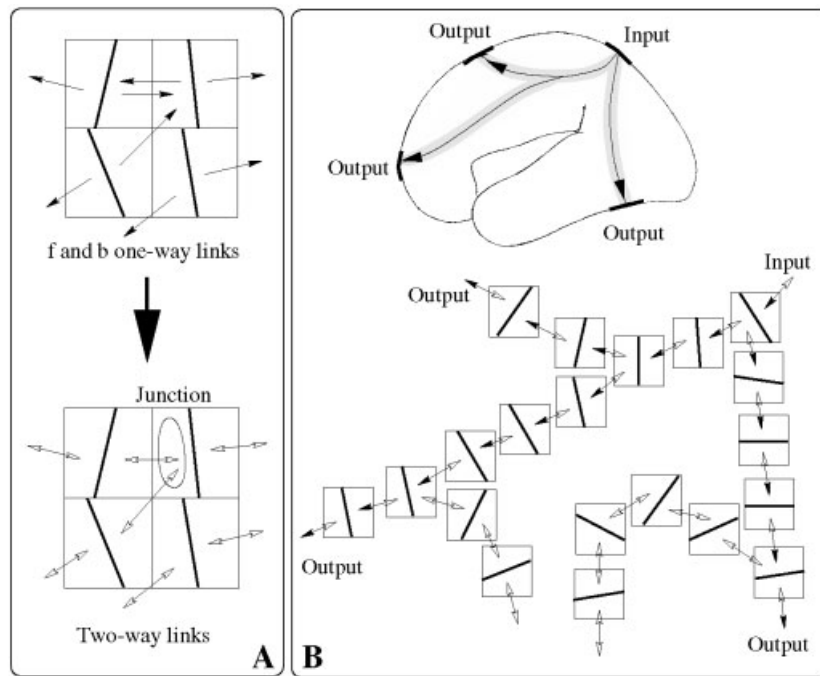 f and b one-way links
Junction
Two-way links
A
Output
Input
Output
Output
Output
Input
Output
Output
B